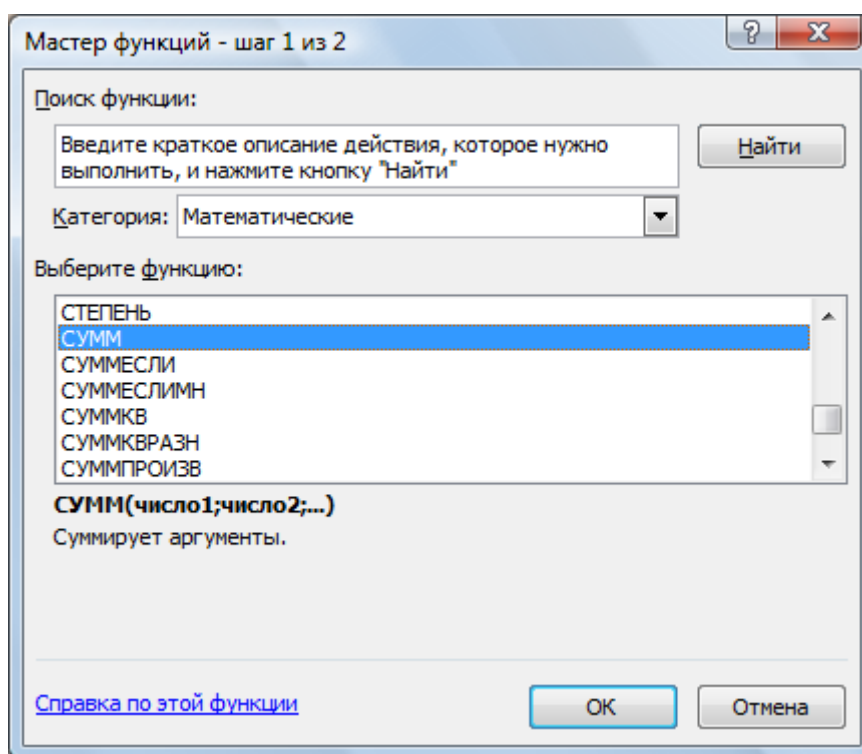 Мастер функций - шаг 1 из 2
Поиск функции:
Введите краткое описание действия, которое нужно
выполнить, и нажмите кнопку "Найти"
Найти
Категория: Математические
Выберите функцию:
СТЕПЕНЬ
СУММ
СУММЕСЛИ
СУММЕСЛИМН
СУММКВ
СУММКВРАЗН
СУММПРОИЗВ
СУММ(число1;число2;...)
Суммирует аргументы.
Справка по этой функции
ОК
Отмена